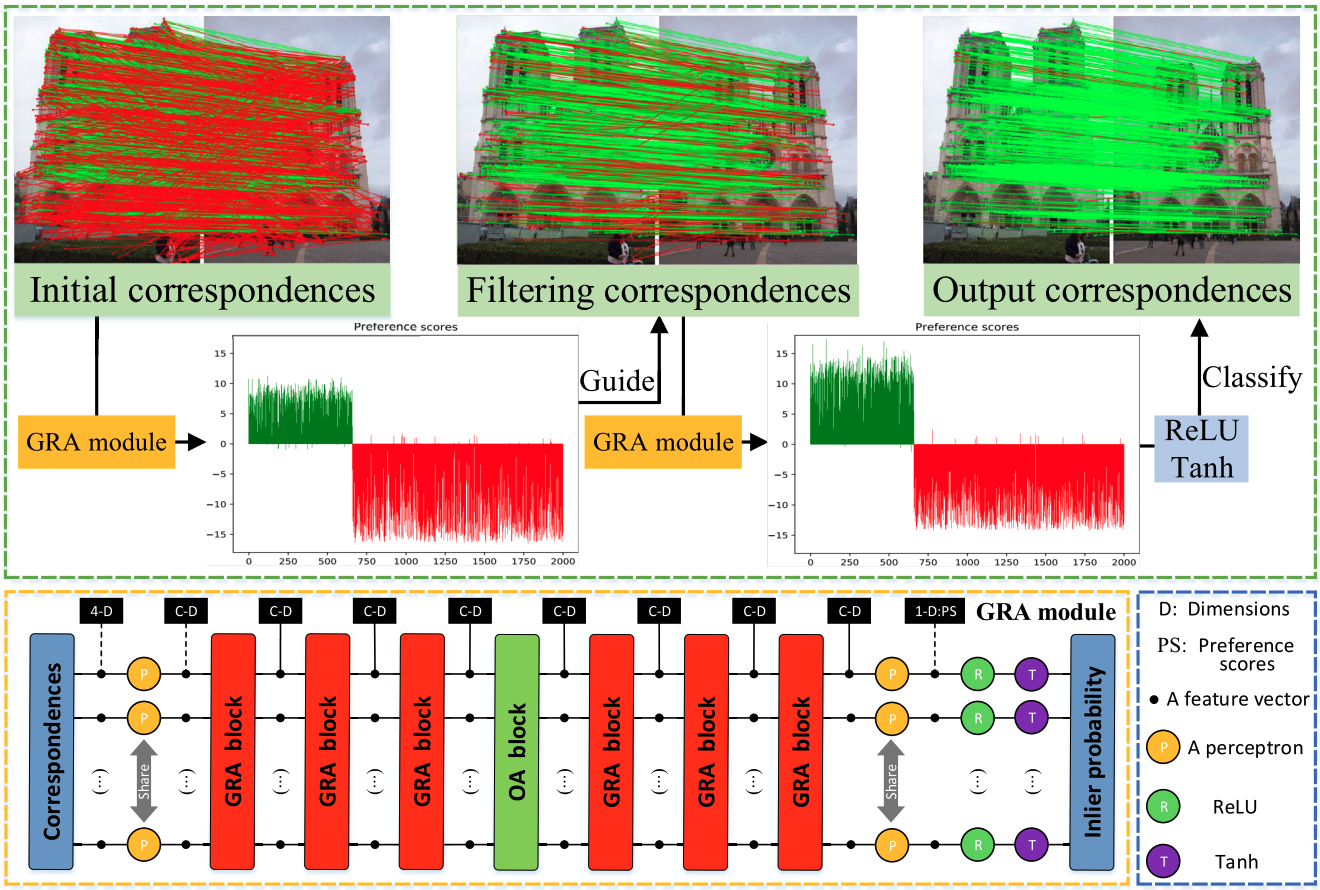 Initial correspondences
Filtering correspondences
Output correspondences
Preference scores
15
10
5
0
−5
−10
−15
0 250 500 750 1000 1250 1500 1750 2000
GRA module
Guide
GRA module
Preference scores
15
10
5
0
−5
−10
−15
0 250 500 750 1000 1250 1500 1750 2000
Classify
ReLU
Tanh
4-D C-D C-D C-D C-D C-D C-D C-D C-D 1-D:PS
GRA module
Correspondences
P
P
(...)
Share
P
(...)
GRA block
(...)
GRA block
(...)
GRA block
(...)
OA block
(...)
GRA block
(...)
GRA block
(...)
GRA block
(...)
P
P
Share
P
(...)
R
R
(...)
R
T
T
(...)
T
Inlier probability
D: Dimensions
PS: Preference
scores
A feature vector
P A perceptron
R ReLU
T Tanh